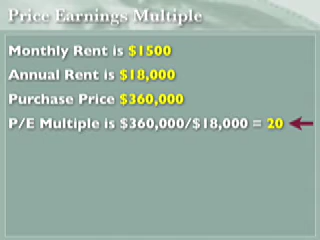 Price Earnings Multiple
Monthly Rent is $1500
Annual Rent is $18,000
Purchase Price $360,000
P/E Multiple is $360,000/$18,000 = 20